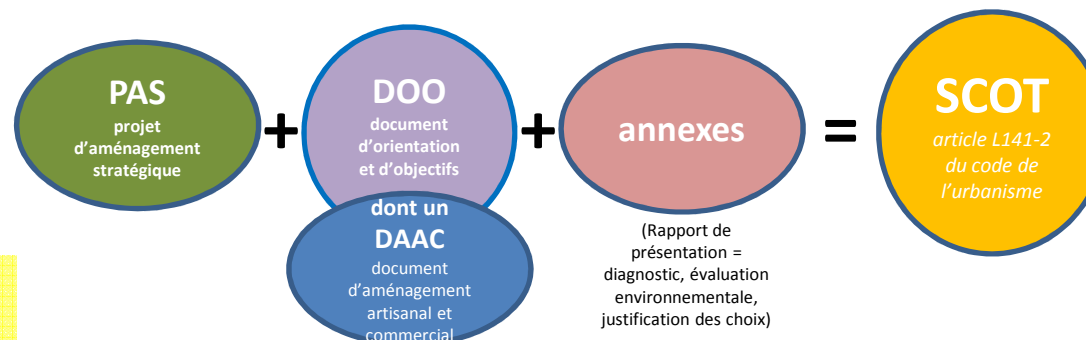 PAS
projet
d'aménagement
stratégique
+
DOO
document
d'orientation
et d'objectifs
dont un
DAAC
document
d'aménagement
artisanal et
commercial
+
annexes
(Rapport de
présentation =
diagnostic, évaluation
environnementale,
justification des choix)
=
SCOT
article L141-2
du code de
l'urbanisme